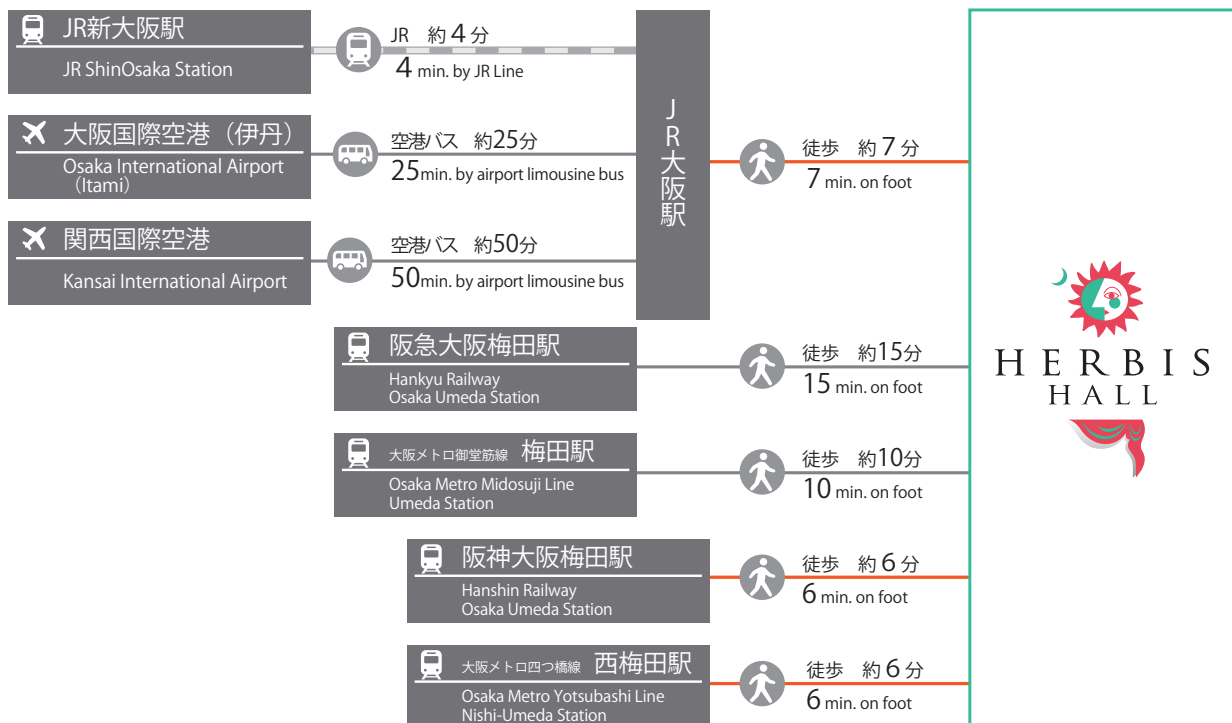 JR新大阪駅
JR ShinOsaka Station
JR 約4分
4 min. by JR Line
大阪国際空港（伊丹）
Osaka International Airport
（Itami）
空港バス 約25分
25min. by airport limousine bus
関西国際空港
Kansai International Airport
空港バス 約50分
50min. by airport limousine bus
JR大阪駅
徒歩 約7分
7 min. on foot
阪急大阪梅田駅
Hankyu Railway
Osaka Umeda Station
徒歩 約15分
15 min. on foot
大阪メトロ御堂筋線 梅田駅
Osaka Metro Midosuji Line
Umeda Station
徒歩 約10分
10 min. on foot
阪神大阪梅田駅
Hanshin Railway
Osaka Umeda Station
徒歩 約6分
6 min. on foot
大阪メトロ四つ橋線 西梅田駅
Osaka Metro Yotsubashi Line
Nishi-Umeda Station
徒歩 約6分
6 min. on foot
HERBIS
HALL